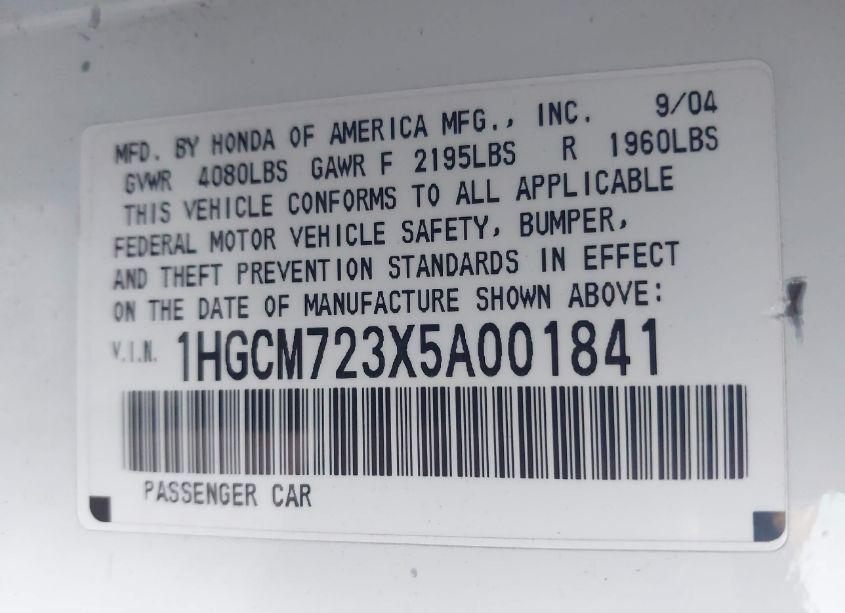 MFD. BY HONDA OF AMERICA MFG., INC. 9/04
GVWR 4080LBS GAWR F 2195LBS R 1960LBS
THIS VEHICLE CONFORMS TO ALL APPLICABLE
FEDERAL MOTOR VEHICLE SAFETY, BUMPER,
AND THEFT PREVENTION STANDARDS IN EFFECT
ON THE DATE OF MANUFACTURE SHOWN ABOVE:
V.I.N. 1HGCM723X5A001841
PASSENGER CAR